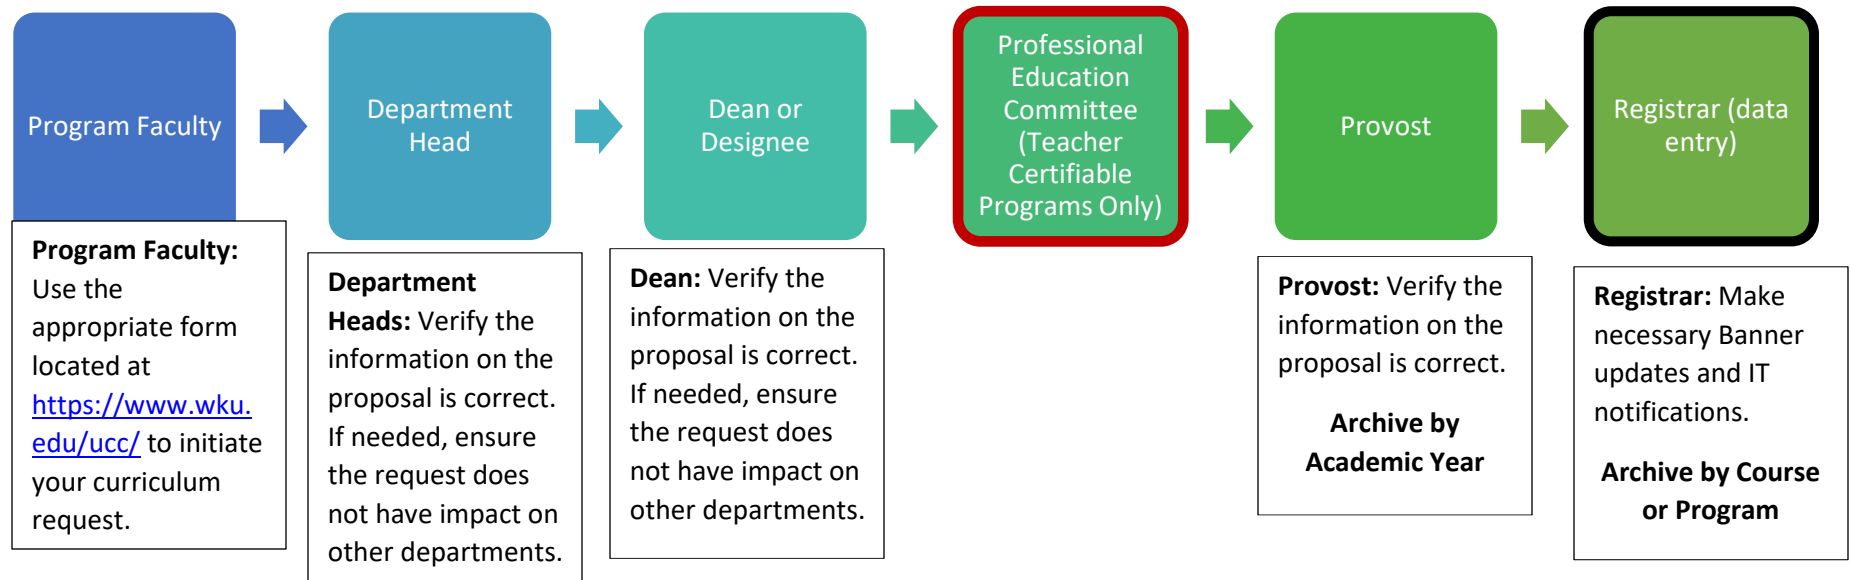 Program Faculty
Department
Head
Dean or
Designee
Professional
Education
Committee
(Teacher
Certifiable
Programs Only)
Provost
Registrar (data
entry)
Program Faculty:
Use the
appropriate form
located at
https://www.wku.
edu/ucc/ to initiate
your curriculum
request.
Department
Heads: Verify the
information on the
proposal is correct.
If needed, ensure
the request does
not have impact on
other departments.
Dean: Verify the
information on the
proposal is correct.
If needed, ensure
the request does
not have impact on
other departments.
Provost: Verify the
information on the
proposal is correct.
Archive by
Academic Year
Registrar: Make
necessary Banner
updates and IT
notifications.
Archive by Course
or Program